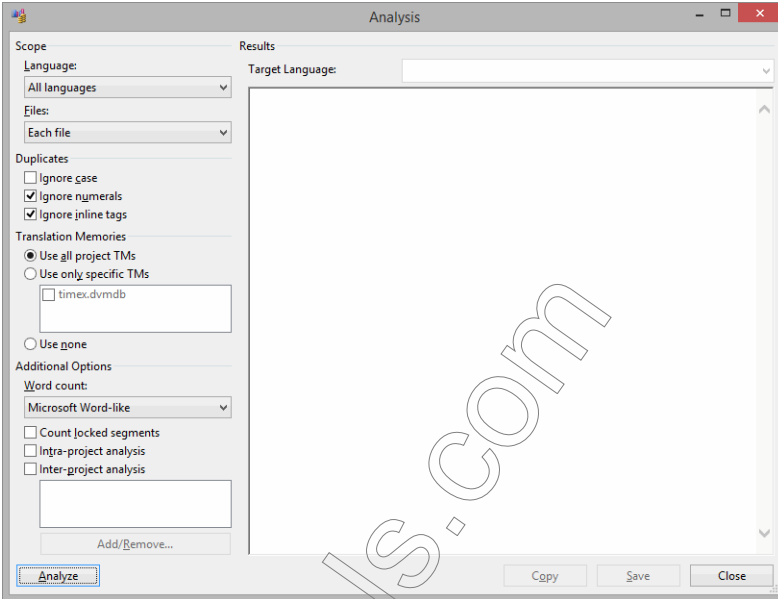 Analysis
Scope
Language:
All languages
Files:
Each file
Duplicates
Ignore case
Ignore numerals
Ignore inline tags
Translation Memories
Use all project TMs
Use only specific TMs
timex.dvmdb
Use none
Additional Options
Word count:
Microsoft Word-like
Count locked segments
Intra-project analysis
Inter-project analysis
Add/Remove...
Analyze
Results
Target Language:
Copy
Save
Close
ls.com